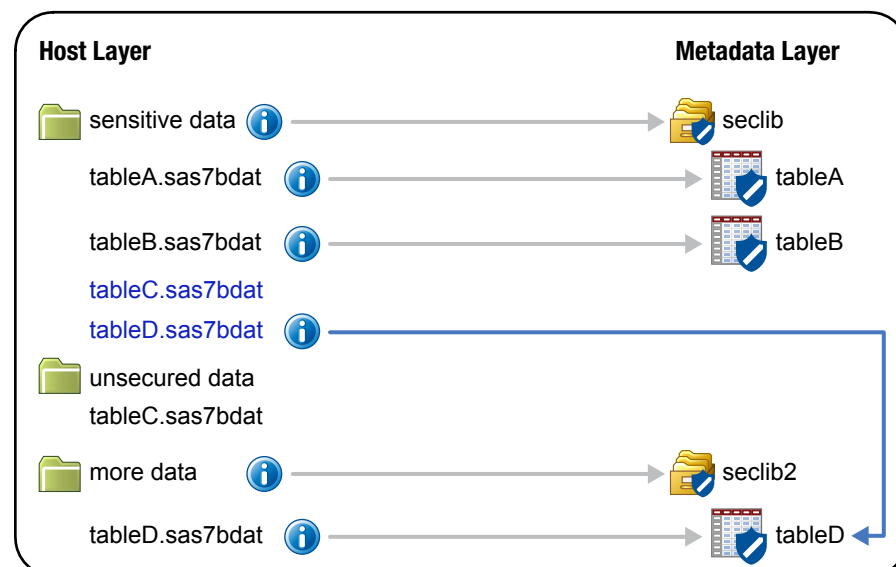 Host Layer Metadata Layer
sensitive data seclib
tableA.sas7bdat tableA
tableB.sas7bdat tableB
tableC.sas7bdat
tableD.sas7bdat
unsecured data
tableC.sas7bdat
more data seclib2
tableD.sas7bdat tableD